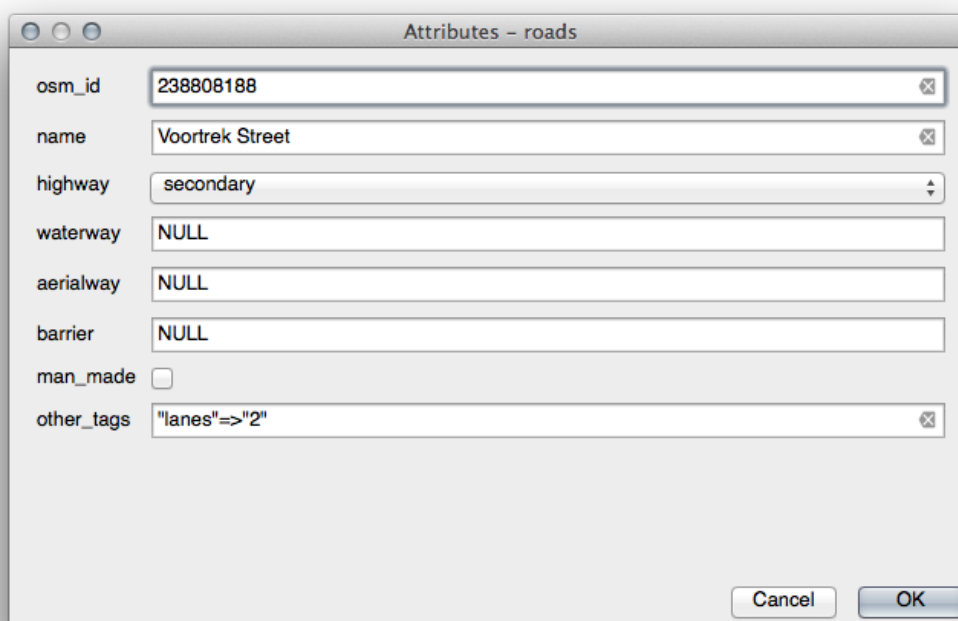 Attributes – roads
osm_id 238808188
name Voortrek Street
highway secondary
waterway NULL
aerialway NULL
barrier NULL
man_made
other_tags "lanes"=>"2"
Cancel OK